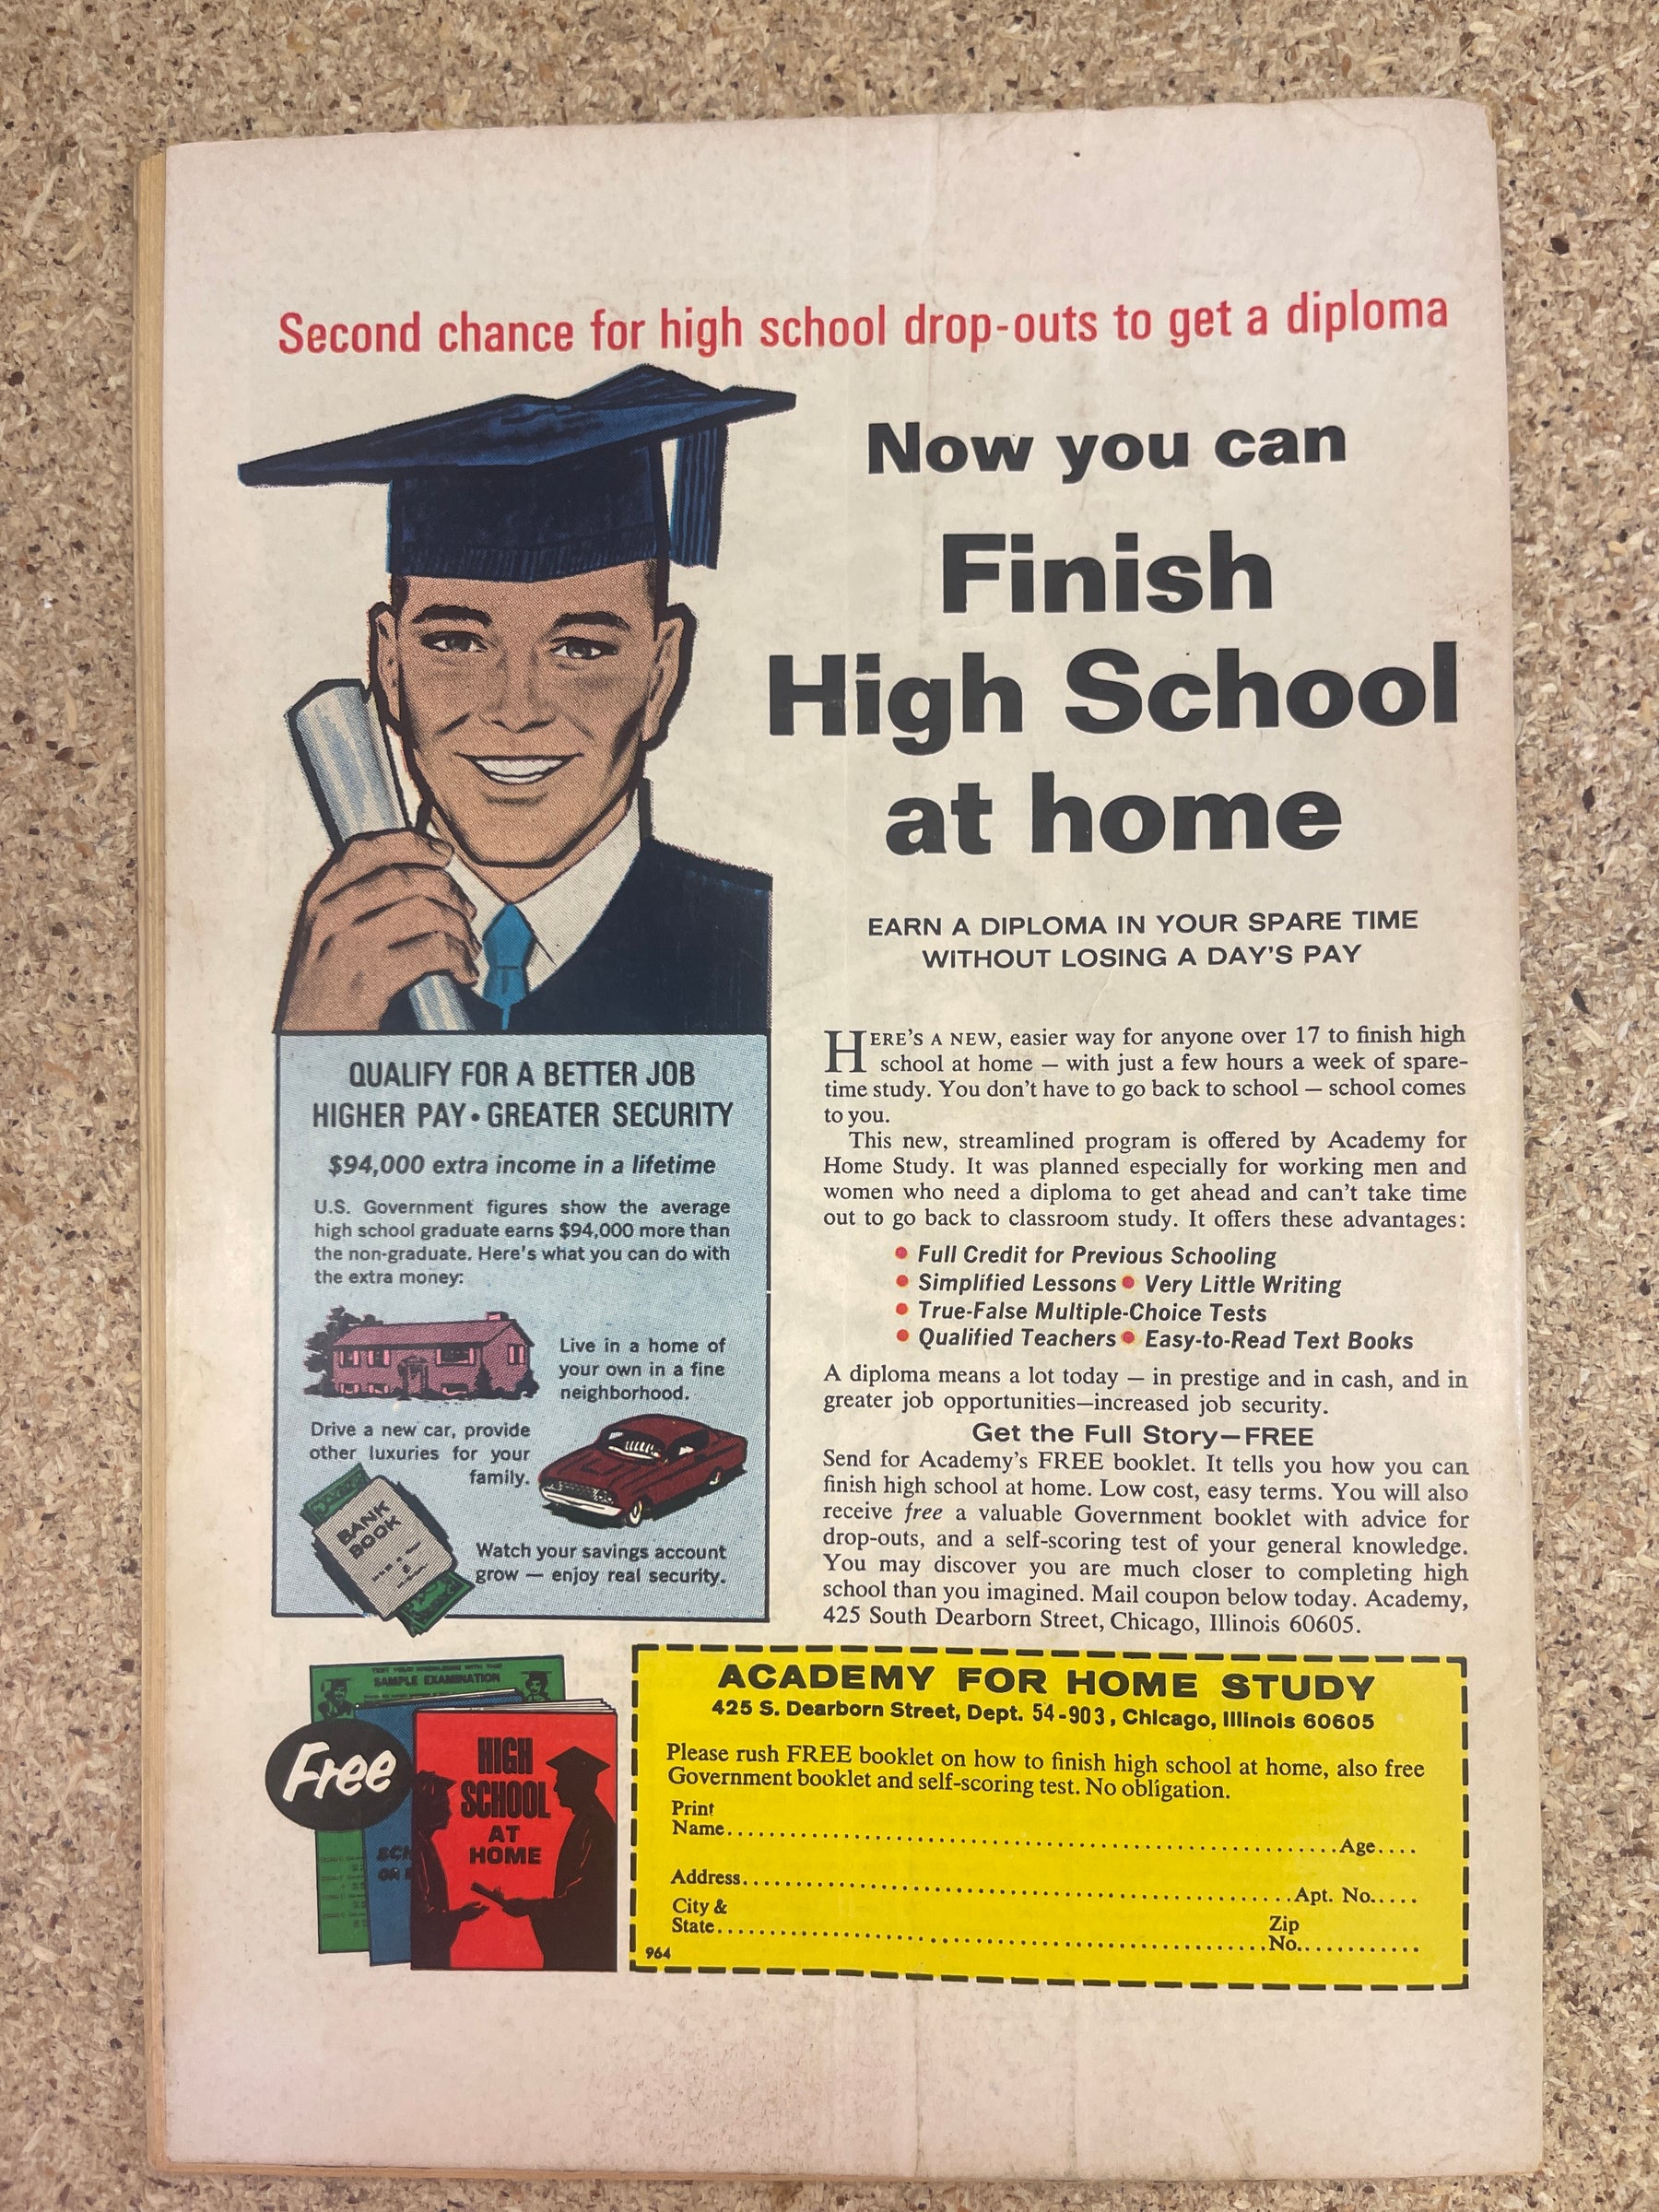 Second chance for high school drop-outs to get a diploma
Now you can
Finish
High School
at home
EARN A DIPLOMA IN YOUR SPARE TIME
WITHOUT LOSING A DAY'S PAY
QUALIFY FOR A BETTER JOB
HIGHER PAY • GREATER SECURITY
$94,000 extra income in a lifetime
U.S. Government figures show the average
high school graduate earns $94,000 more than
the non-graduate. Here's what you can do with
the extra money:
Live in a home of
your own in a fine
neighborhood.
Drive a new car, provide
other luxuries for your
family.
BANK
BOOK
Watch your savings account
grow — enjoy real security.
HERE'S A NEW, easier way for anyone over 17 to finish high
school at home — with just a few hours a week of spare-
time study. You don't have to go back to school — school comes
to you.
This new, streamlined program is offered by Academy for
Home Study. It was planned especially for working men and
women who need a diploma to get ahead and can't take time
out to go back to classroom study. It offers these advantages:
• Full Credit for Previous Schooling
• Simplified Lessons • Very Little Writing
• True-False Multiple-Choice Tests
• Qualified Teachers • Easy-to-Read Text Books
A diploma means a lot today — in prestige and in cash, and in
greater job opportunities—increased job security.
Get the Full Story—FREE
Send for Academy's FREE booklet. It tells you how you can
finish high school at home. Low cost, easy terms. You will also
receive free a valuable Government booklet with advice for
drop-outs, and a self-scoring test of your general knowledge.
You may discover you are much closer to completing high
school than you imagined. Mail coupon below today. Academy,
425 South Dearborn Street, Chicago, Illinois 60605.
SAMPLE EXAMINATION
Free
HIGH
SCHOOL
AT
HOME
ACADEMY FOR HOME STUDY
425 S. Dearborn Street, Dept. 54-903, Chicago, Illinois 60605
Please rush FREE booklet on how to finish high school at home, also free
Government booklet and self-scoring test. No obligation.
Print
Name.....Age....
Address.....Apt. No.....
City &
State.....Zip
No.....
964